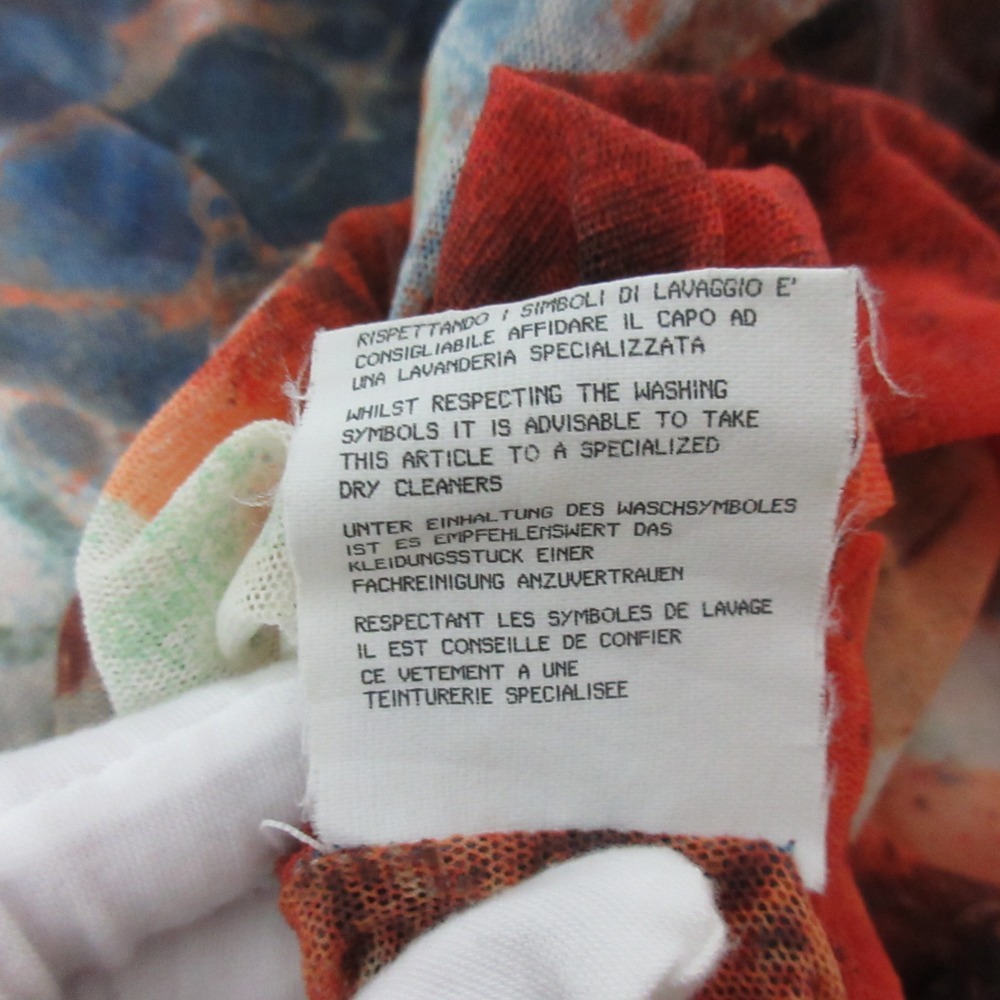 RISPETTANDO I SIMBOLI DI LAVAGGIO E'
CONSIGLIABILE AFFIDARE IL CAPO AD
UNA LAVANDERIA SPECIALIZZATA
WHILST RESPECTING THE WASHING
SYMBOLS IT IS ADVISABLE TO TAKE
THIS ARTICLE TO A SPECIALIZED
DRY CLEANERS
UNTER EINHALTUNG DES WASCHSYMBOLES
IST ES EMPFEHLENSWERT DAS
KLEIDUNGSSTUCK EINER
FACHREINIGUNG ANZUVERTRAUEN
RESPECTANT LES SYMBOLES DE LAVAGE
IL EST CONSEILLE DE CONFIER
CE VETEMENT A UNE
TEINTURERIE SPECIALISEE